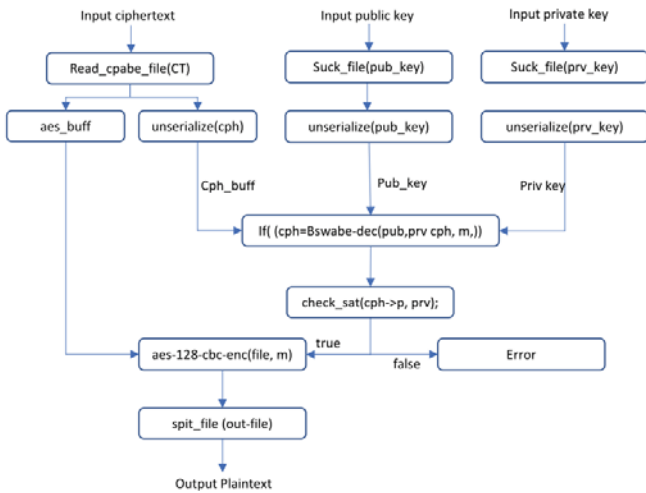 Input ciphertext
Input public key
Input private key
Read_cpabe_file(CT)
Suck_file(pub_key)
Suck_file(prv_key)
aes_buff
unserialize(cph)
unserialize(pub_key)
unserialize(prv_key)
Cph_buff
Pub_key
Priv key
If( (cph=Bswabe-dec(pub,prv cph, m,))
check_sat(cph->p, prv);
aes-128-cbc-enc(file, m)
true
false
Error
spit_file (out-file)
Output Plaintext